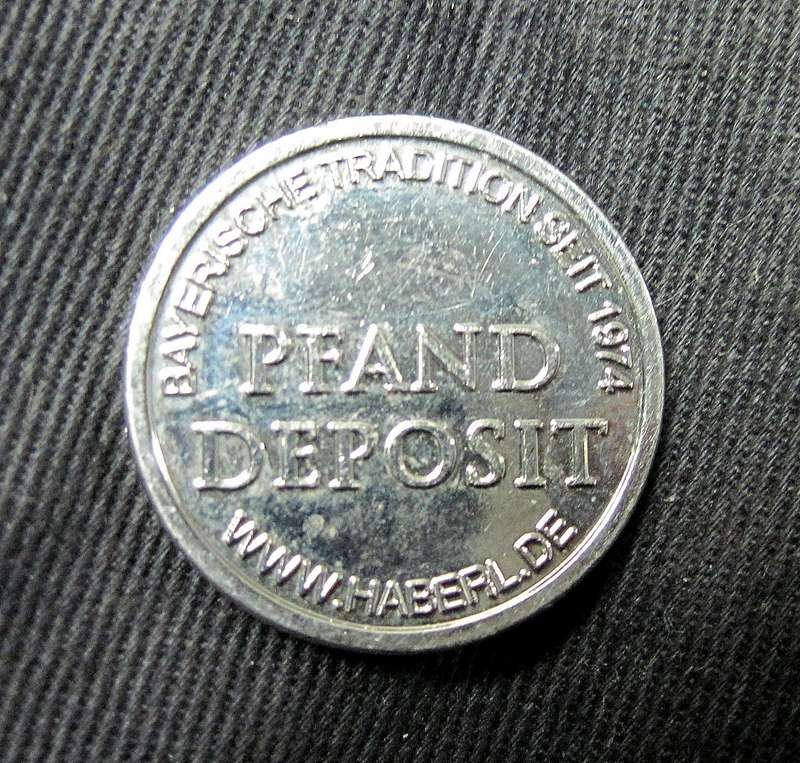 BAYERISCHE TRADITION SEIT 1974
PFAND
DEPOSIT
WWW.HABERL.DE